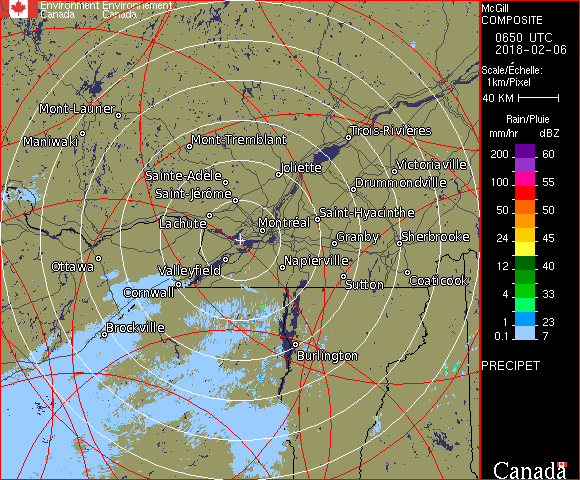 Environment Environnement
Canada Canada
McGill
COMPOSITE
0650 UTC
2018-02-06
Scale/Échelle:
1km/Pixel
40 KM
Rain/Pluie
mm/hr dBZ
200 60
100 55
50 50
24 45
12 40
4 33
1 23
0.1 7
PRECIPET
Mont-Laurier
Maniwaki
Mont-Tremblant
Trois-Rivières
Joliette
Victoriaville
Sainte-Adèle
Drummondville
Saint-Jérôme
Lachute
Saint-Hyacinthe
Montréal
Granby
Sherbrooke
Ottawa
Valleyfield
Napierville
Cornwall
Sutton
Coaticook
Brockville
Burlington
Canada